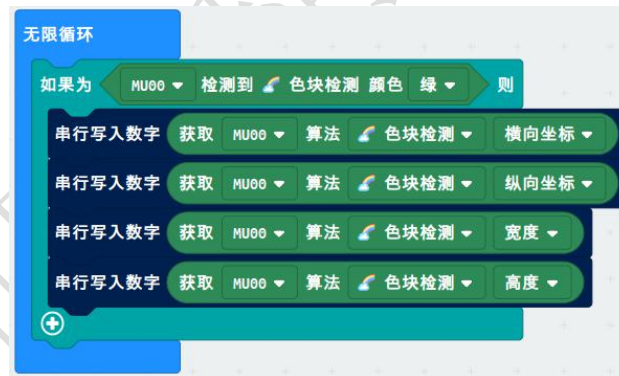 无限循环
如果为 MU00 检测到 色块检测 颜色 绿 则
串行写入数字 获取 MU00 算法 色块检测 横向坐标
串行写入数字 获取 MU00 算法 色块检测 纵向坐标
串行写入数字 获取 MU00 算法 色块检测 宽度
串行写入数字 获取 MU00 算法 色块检测 高度